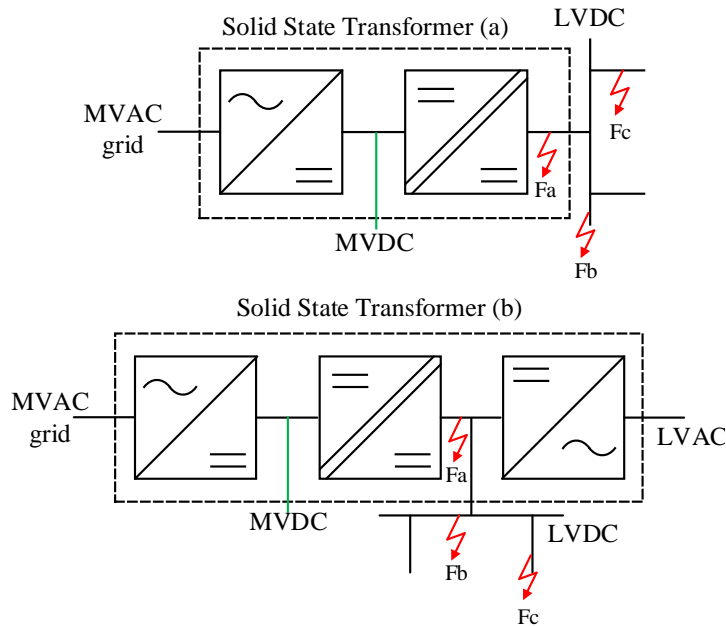 Solid State Transformer (a)
LVDC
MVAC
grid
Fc
Fa
MVDC
Fb
Solid State Transformer (b)
MVAC
grid
LVAC
Fa
MVDC
LVDC
Fb
Fc